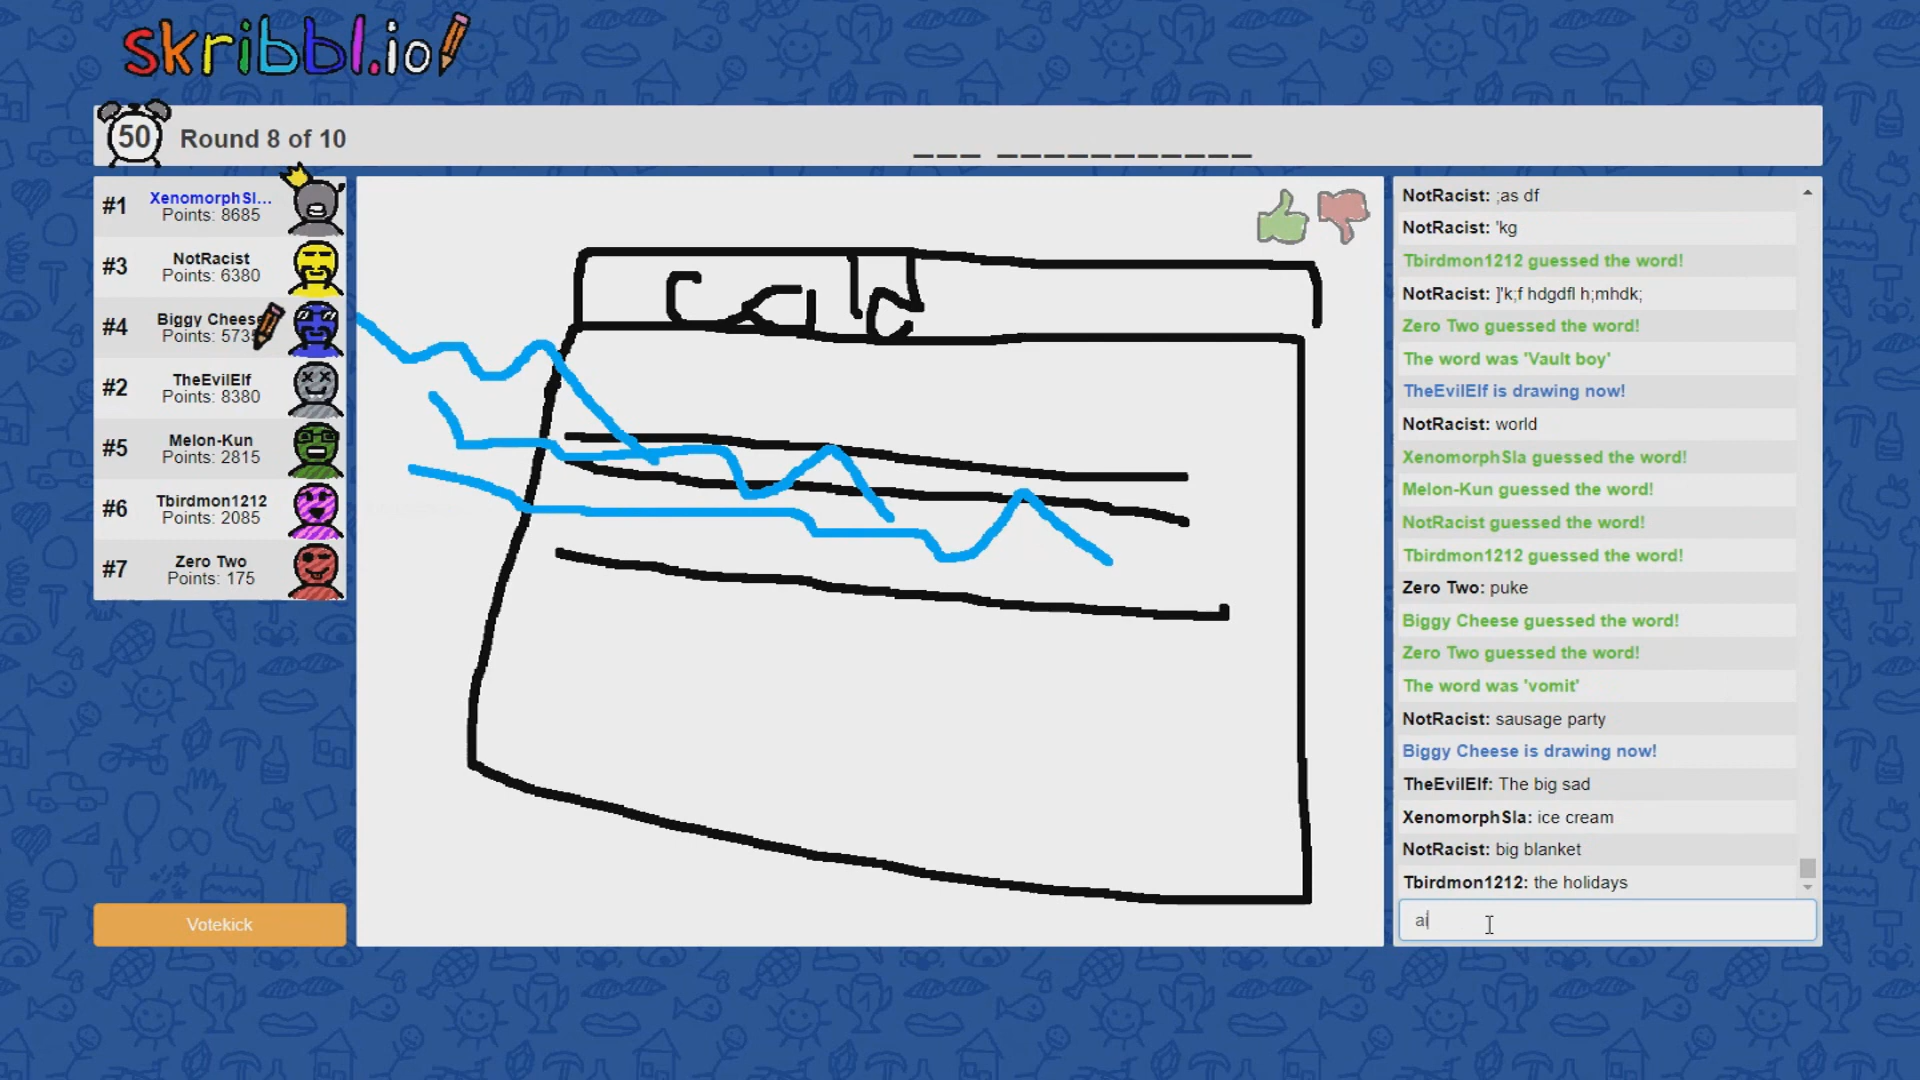 skribbl.io
50
Round 8 of 10
___ ___________
#1 XenomorphSl...
Points: 8685
#3 NotRacist
Points: 6380
#4 Biggy Cheese
Points: 5735
#2 TheEvilElf
Points: 8380
#5 Melon-Kun
Points: 2815
#6 Tbirdmon1212
Points: 2085
#7 Zero Two
Points: 175
Votekick
NotRacist: ;as df
NotRacist: 'kg
Tbirdmon1212 guessed the word!
NotRacist: ]'k;f hdgdfl h;mhdk;
Zero Two guessed the word!
The word was 'Vault boy'
TheEvilElf is drawing now!
NotRacist: world
XenomorphSla guessed the word!
Melon-Kun guessed the word!
NotRacist guessed the word!
Tbirdmon1212 guessed the word!
Zero Two: puke
Biggy Cheese guessed the word!
Zero Two guessed the word!
The word was 'vomit'
NotRacist: sausage party
Biggy Cheese is drawing now!
TheEvilElf: The big sad
XenomorphSla: ice cream
NotRacist: big blanket
Tbirdmon1212: the holidays
ai